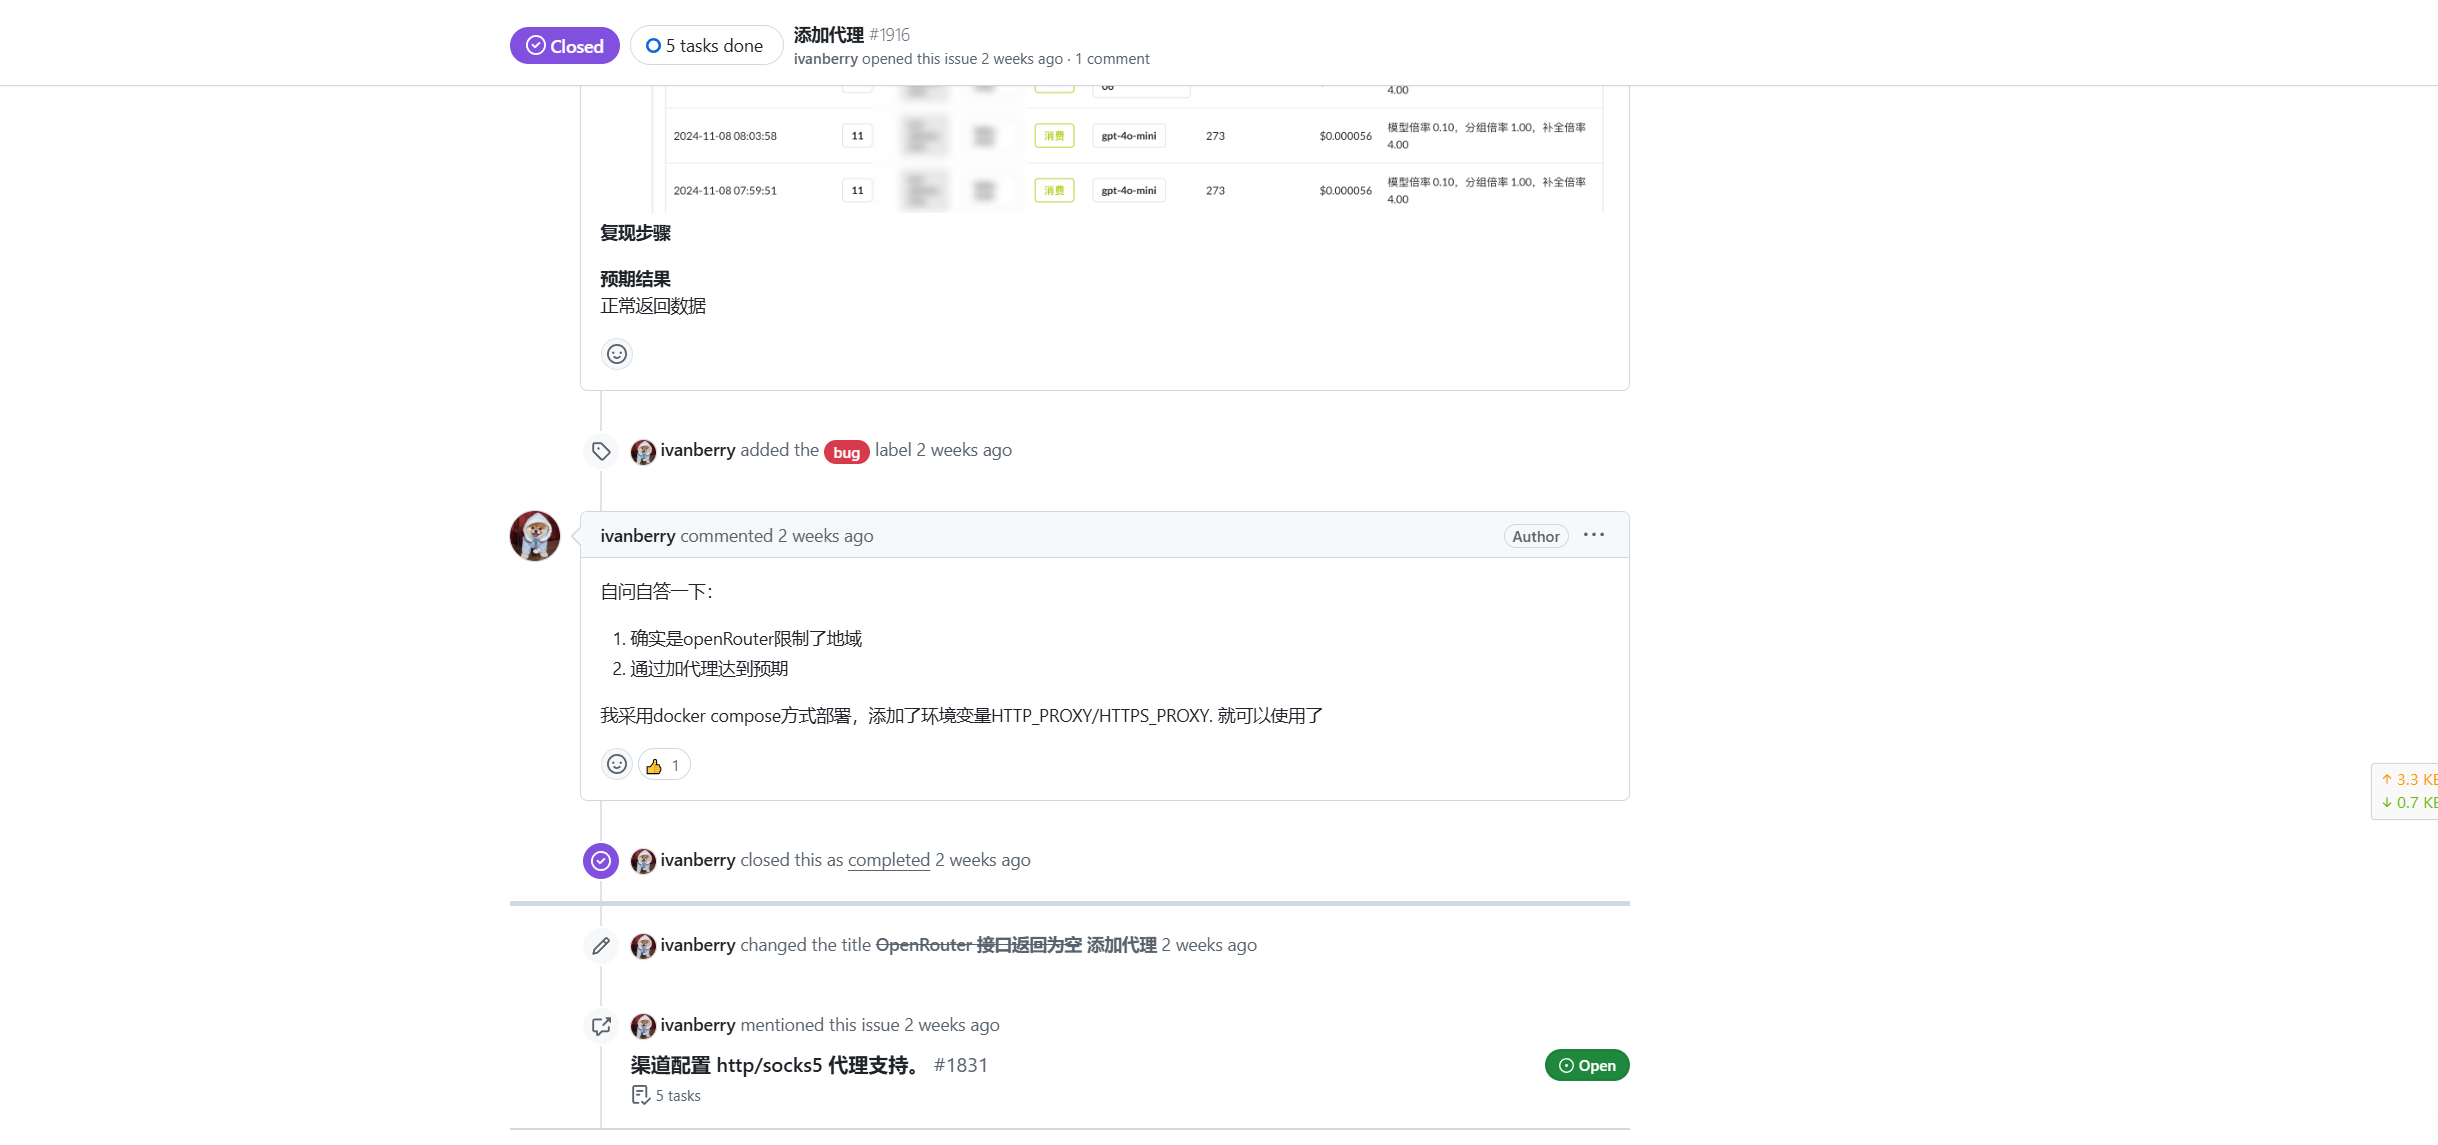 Closed
5 tasks done
添加代理 #1916
ivanberry opened this issue 2 weeks ago · 1 comment
4.00
2024-11-08 08:03:58 11 消费 gpt-4o-mini 273 $0.000056 模型倍率 0.10，分组倍率 1.00，补全倍率
4.00
2024-11-08 07:59:51 11 消费 gpt-4o-mini 273 $0.000056 模型倍率 0.10，分组倍率 1.00，补全倍率
4.00
复现步骤
预期结果
正常返回数据
ivanberry added the bug label 2 weeks ago
ivanberry commented 2 weeks ago Author
自问自答一下：
1. 确实是openRouter限制了地域
2. 通过加代理达到预期
我采用docker compose方式部署，添加了环境变量HTTP_PROXY/HTTPS_PROXY. 就可以使用了
1
↑ 3.3
↓ 0.7
ivanberry closed this as completed 2 weeks ago
ivanberry changed the title OpenRouter 接口返回为空 添加代理 2 weeks ago
ivanberry mentioned this issue 2 weeks ago
渠道配置 http/socks5 代理支持。 #1831 Open
5 tasks